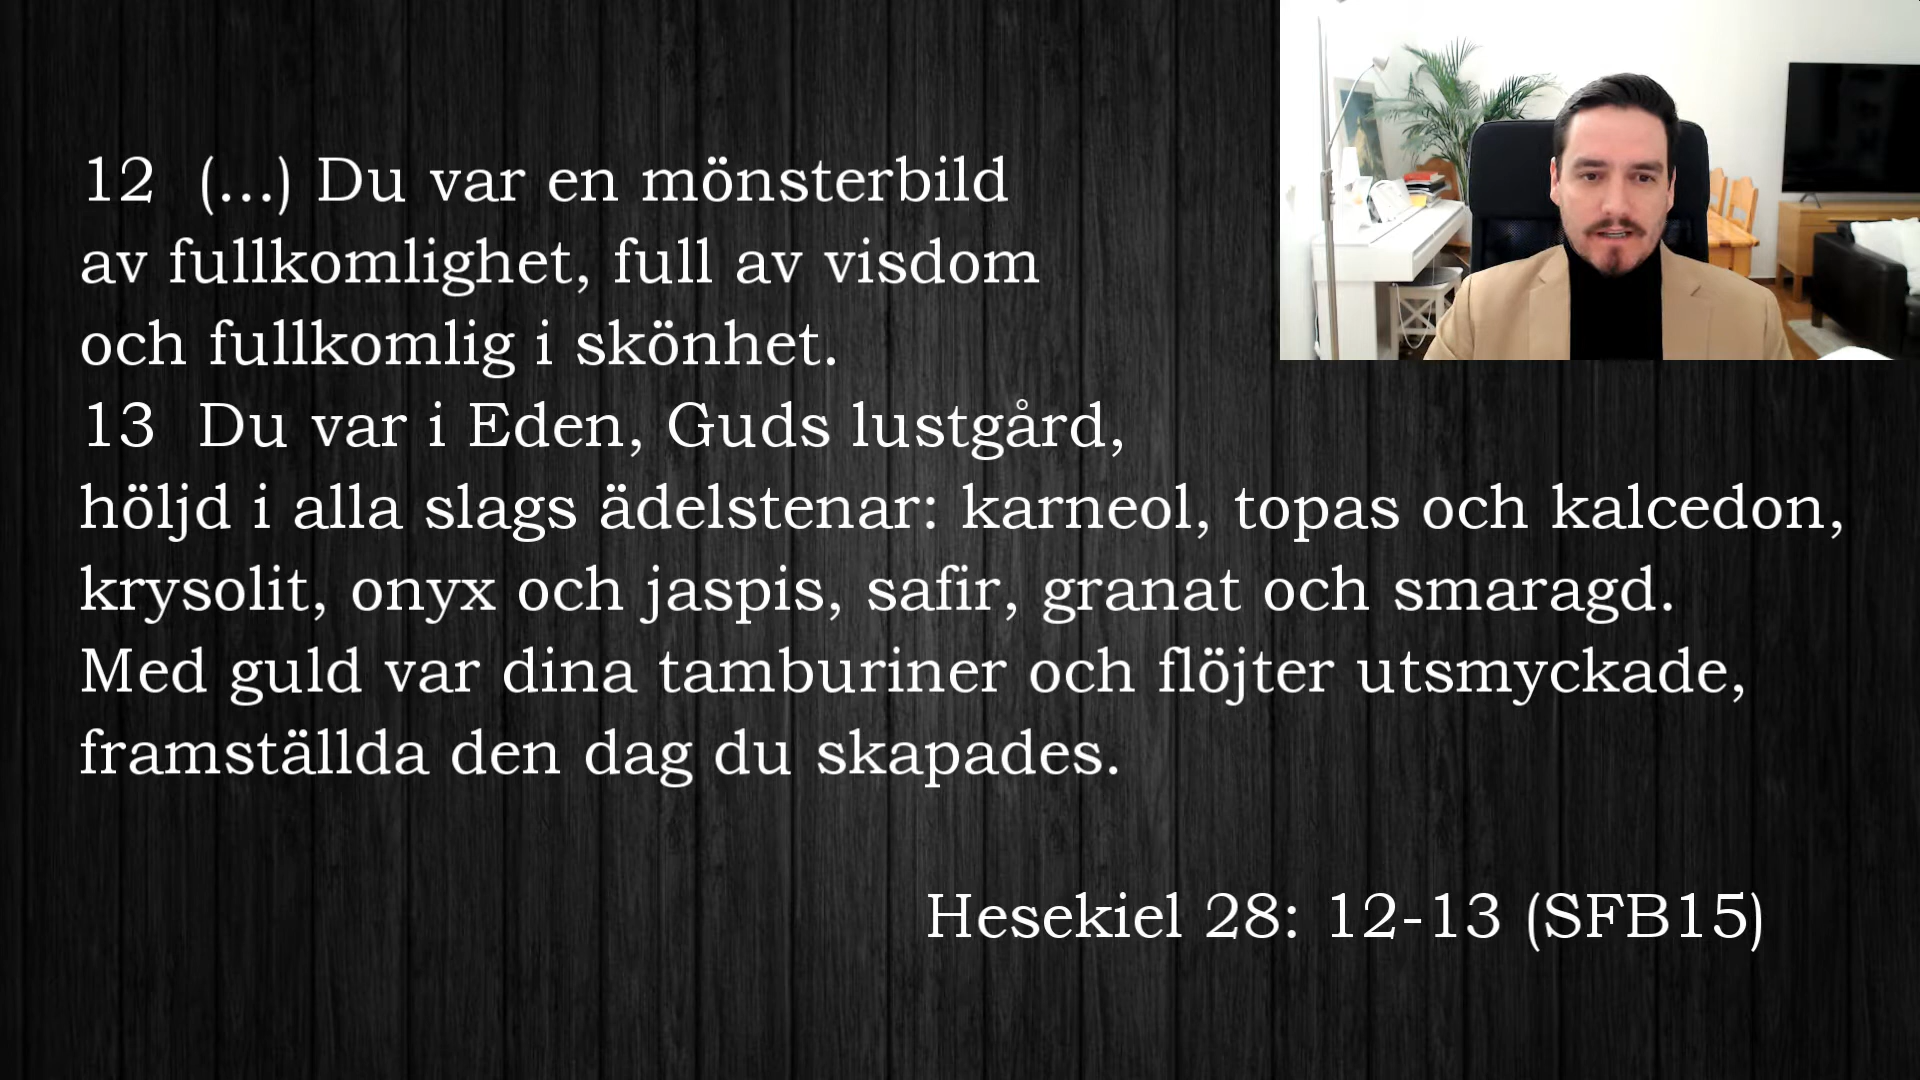 12  (...) Du var en mönsterbild
av fullkomlighet, full av visdom
och fullkomlig i skönhet.
13  Du var i Eden, Guds lustgård,
höljd i alla slags ädelstenar: karneol, topas och kalcedon,
krysolit, onyx och jaspis, safir, granat och smaragd.
Med guld var dina tamburiner och flöjter utsmyckade,
framställda den dag du skapades.
Hesekiel 28: 12-13 (SFB15)